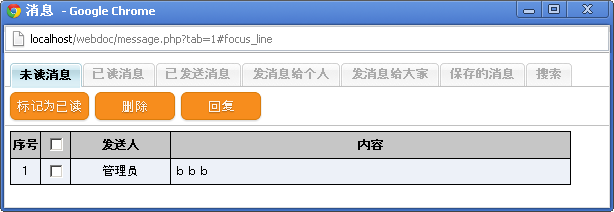 消息 - Google Chrome
localhost/webdoc/message.php?tab=1#focus_line
未读消息 已读消息 已发送消息 发消息给个人 发消息给大家 保存的消息 搜索
标记为已读 删除 回复
序号 发送人 内容
1 管理员 b b b